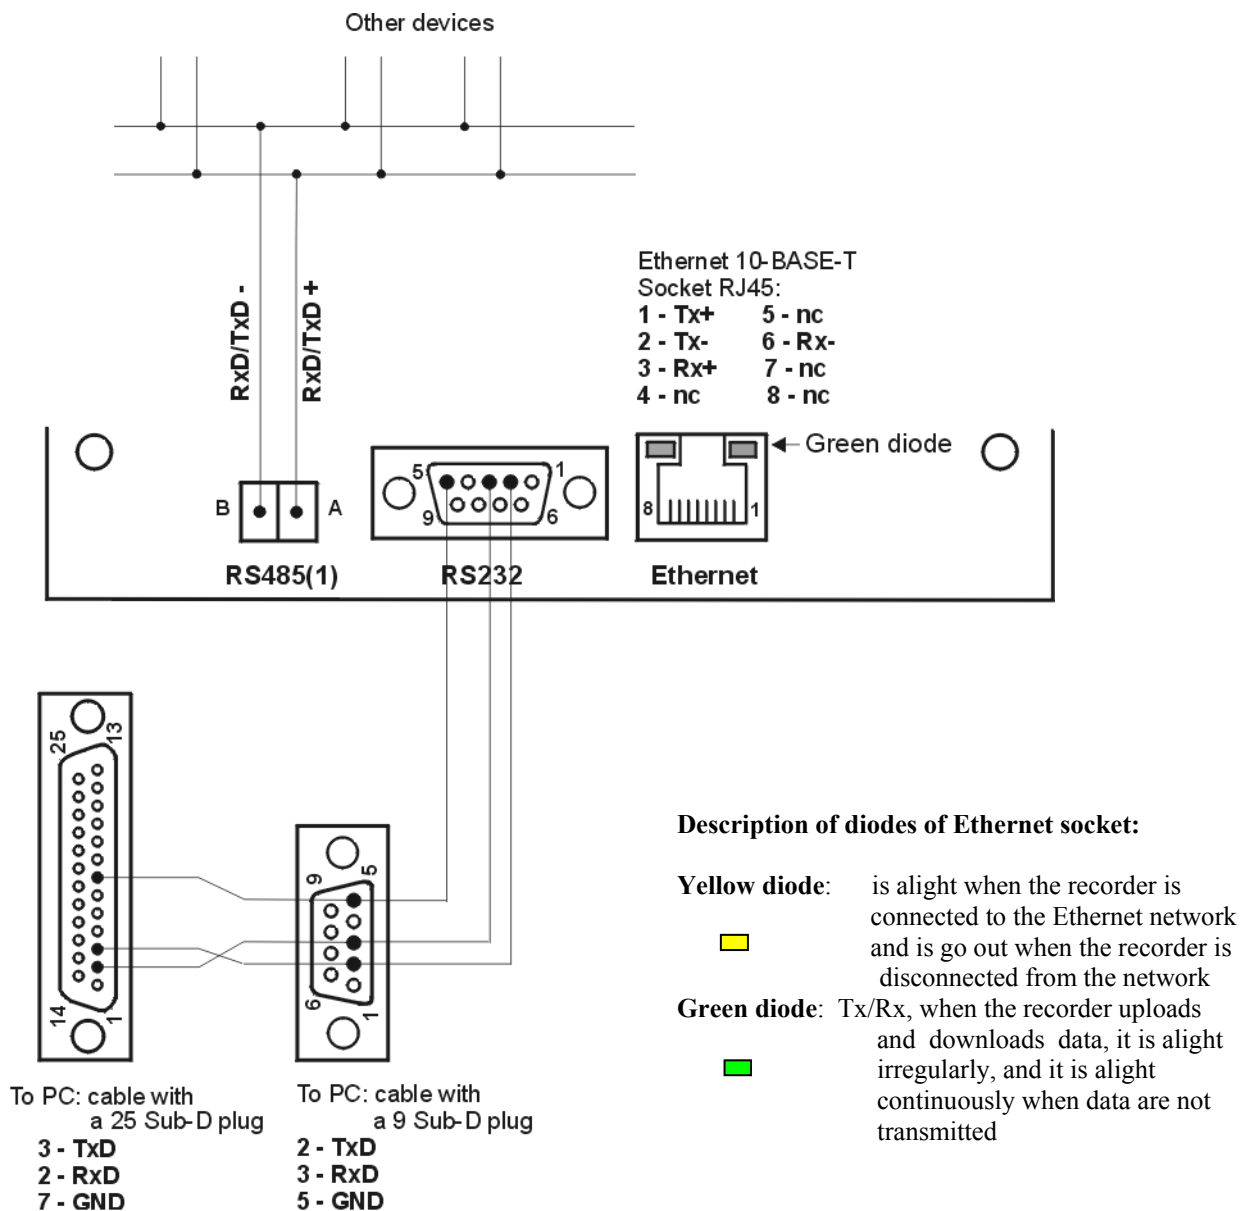 Other devices
RxD/TxD -
RxD/TxD +
Ethernet 10-BASE-T
Socket RJ45:
1 - Tx+ 5 - nc
2 - Tx- 6 - Rx-
3 - Rx+ 7 - nc
4 - nc 8 - nc
Green diode
B
A
5
1
9
6
8
1
RS485(1)
RS232
Ethernet
25
13
14
1
9
5
6
1
Description of diodes of Ethernet socket:
Yellow diode: is alight when the recorder is
connected to the Ethernet network
and is go out when the recorder is
disconnected from the network
Green diode: Tx/Rx, when the recorder uploads
and downloads data, it is alight
irregularly, and it is alight
continuously when data are not
transmitted
To PC: cable with
a 25 Sub-D plug
3 - TxD
2 - RxD
7 - GND
To PC: cable with
a 9 Sub-D plug
2 - TxD
3 - RxD
5 - GND